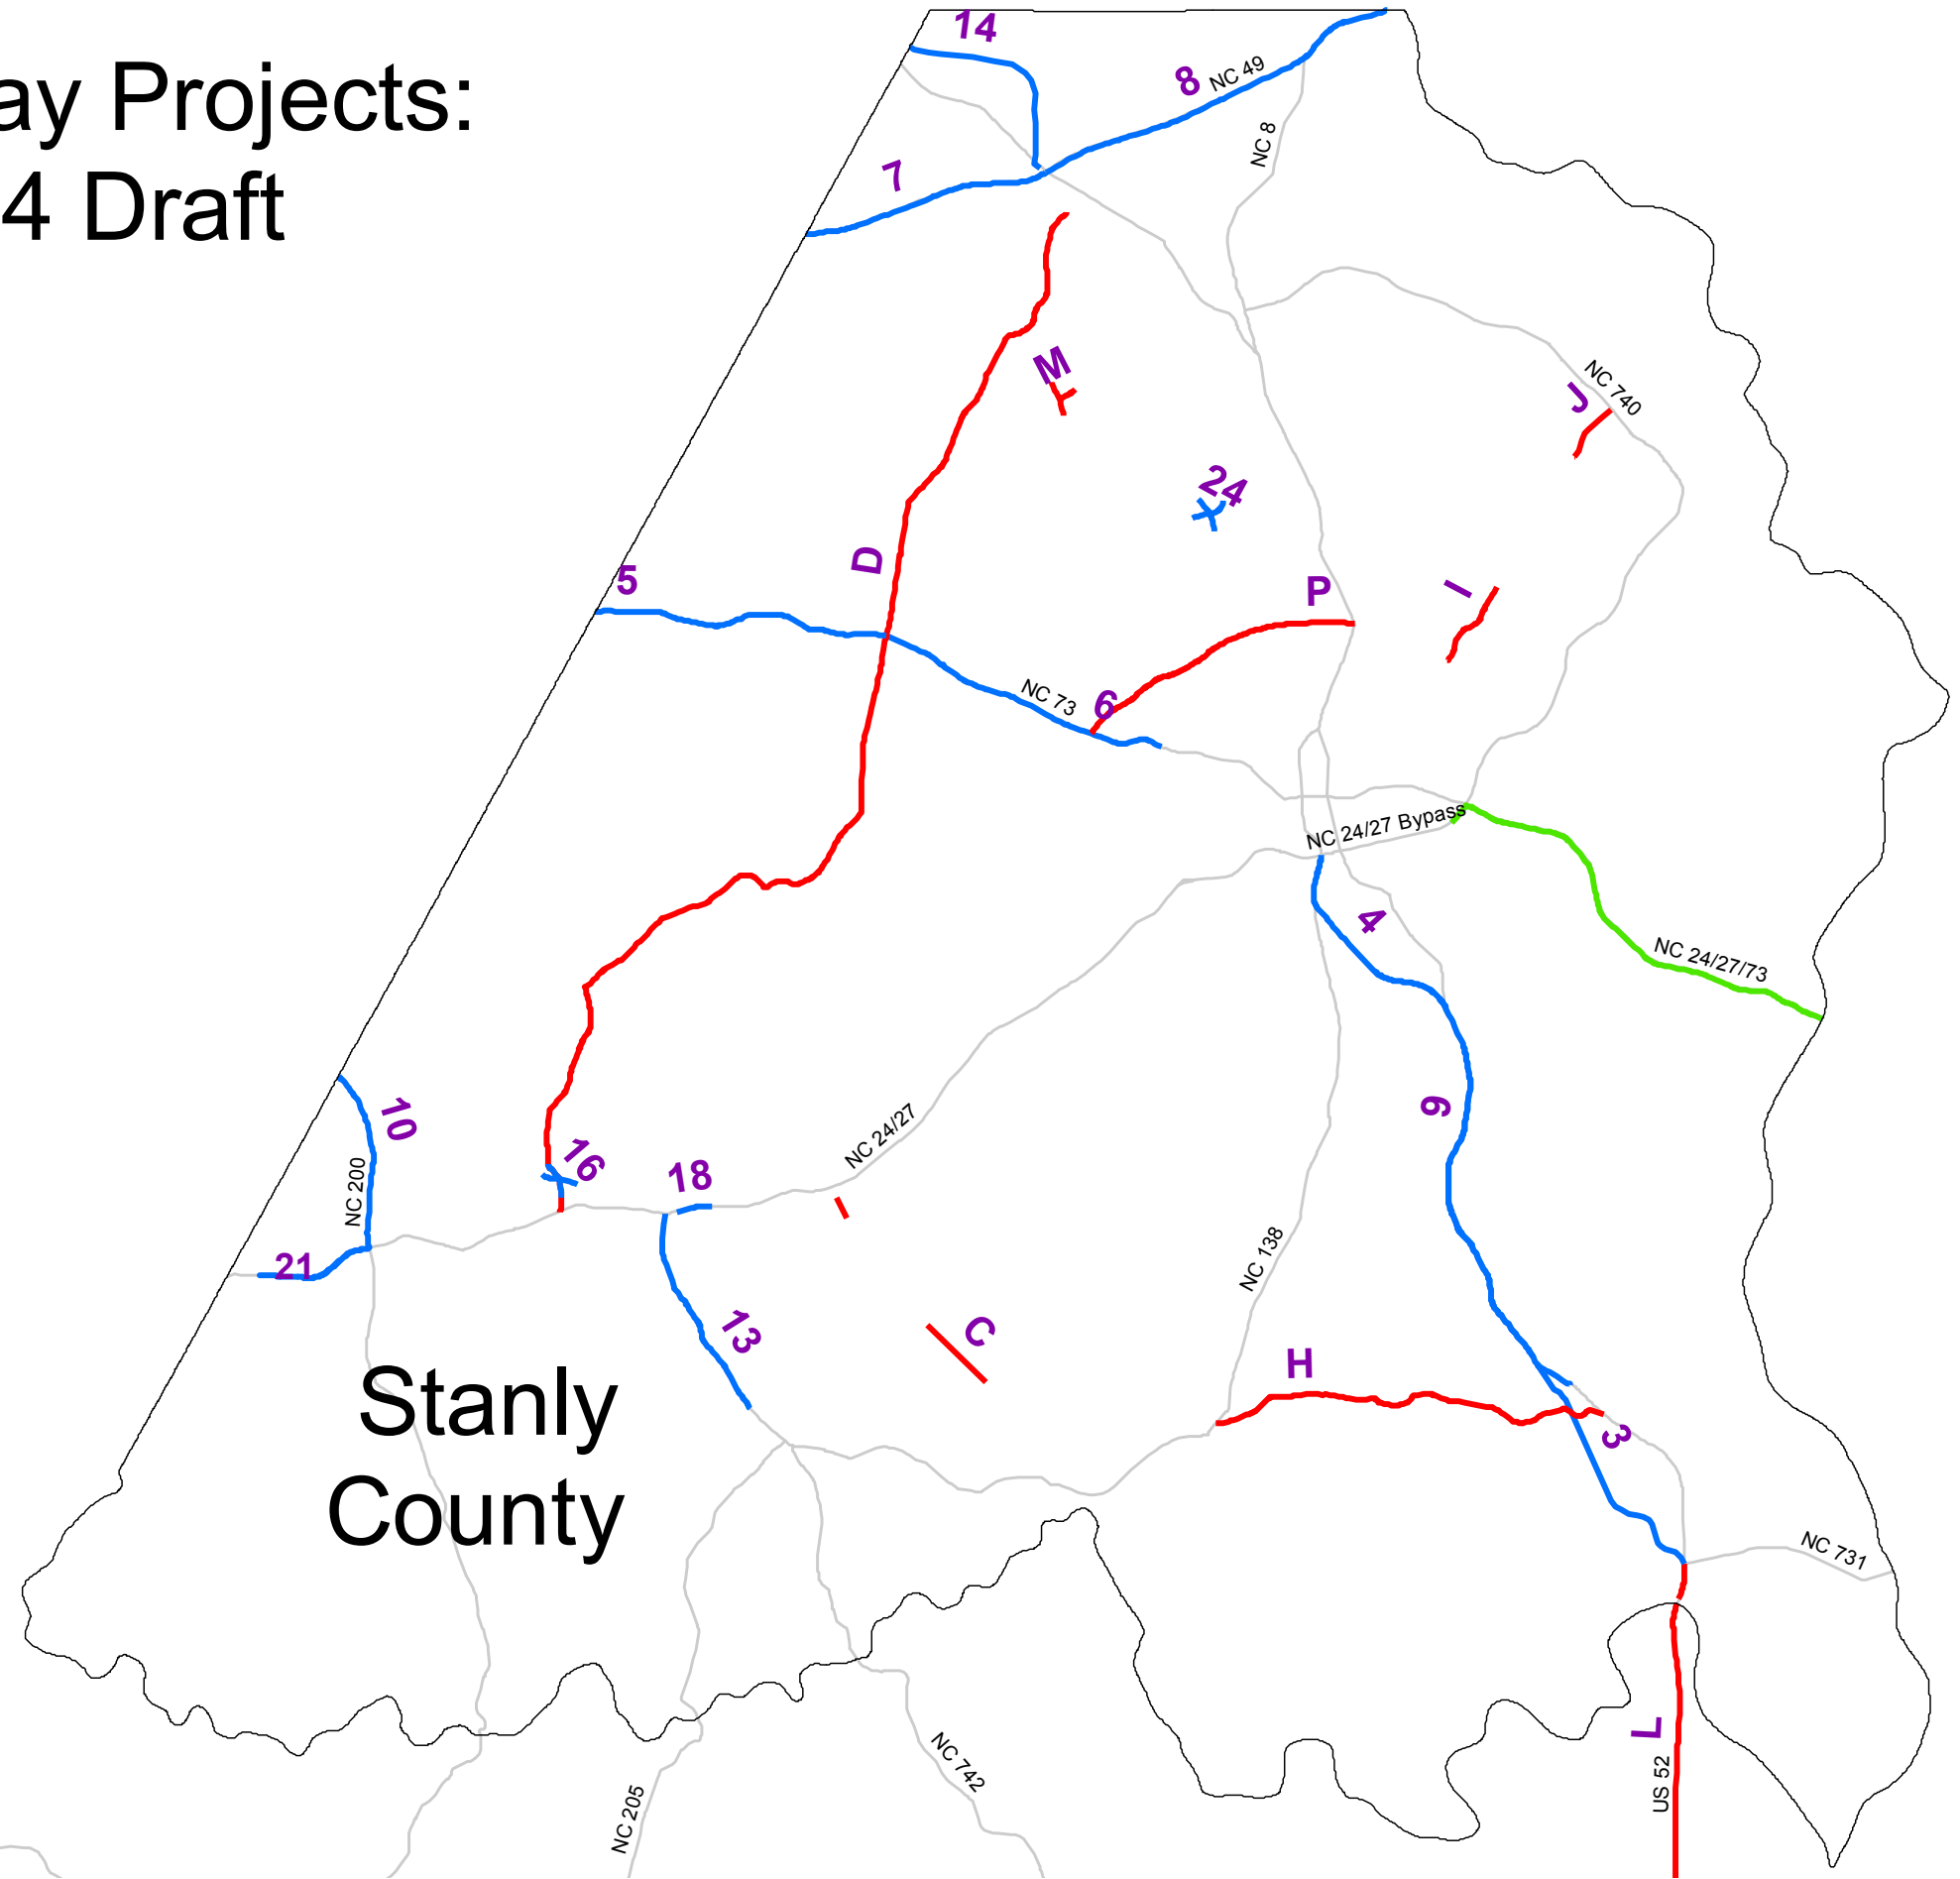 ay Projects:
4 Draft
14
8
NC 49
NC 8
7
M
NC 740
J
24
D
5
P
I
NC 73
6
NC 24/27 Bypass
4
NC 24/27/73
10
9
NC 24/27
16
18
NC 200
NC 138
21
13
C
H
3
Stanly
County
NC 731
L
US 52
NC 742
NC 205